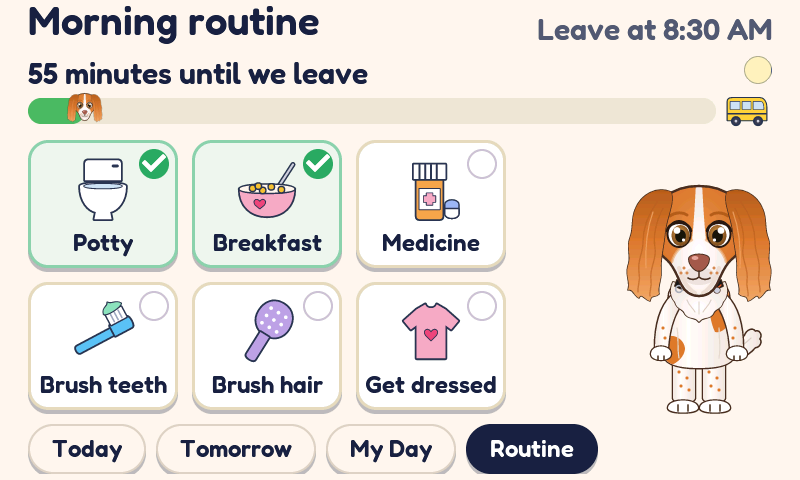 Morning routine
Leave at 8:30 AM
55 minutes until we leave
Potty
Breakfast
Medicine
Brush teeth
Brush hair
Get dressed
Today
Tomorrow
My Day
Routine